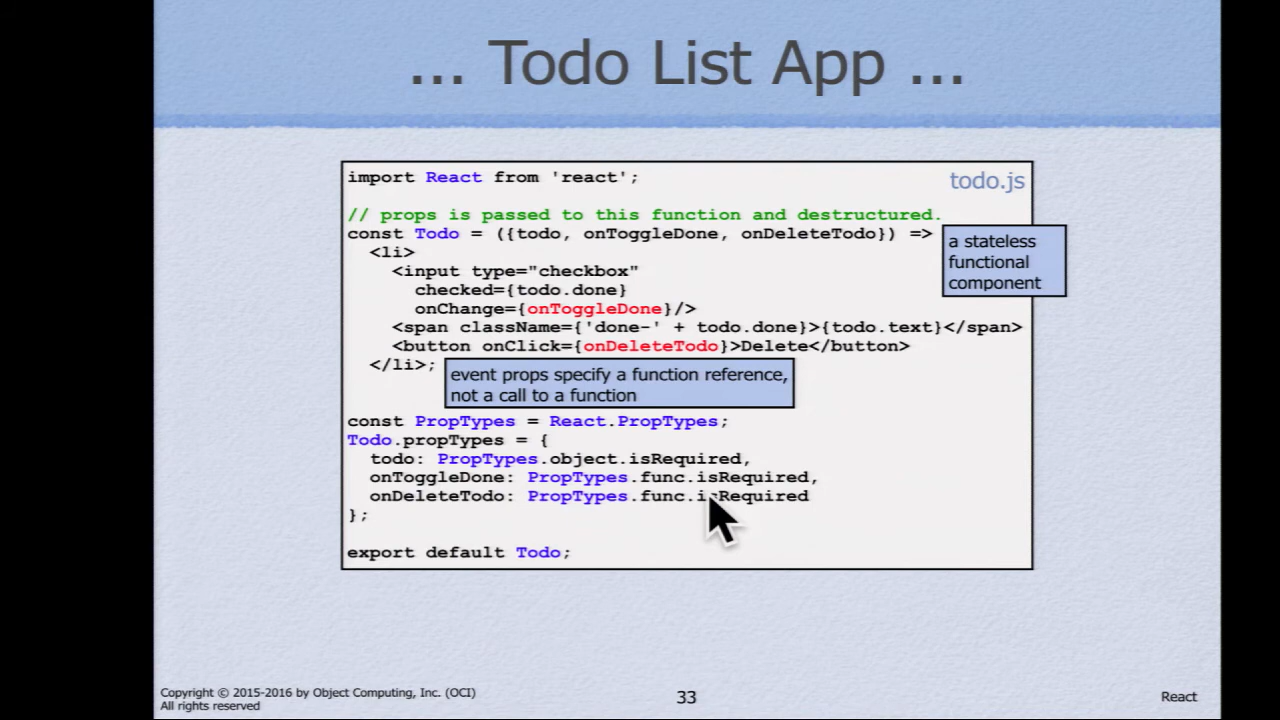 ... Todo List App ...
todo.js
import React from 'react';
// props is passed to this function and destructured.
const Todo = ({todo, onToggleDone, onDeleteTodo}) =>
a stateless
functional
component
<li>
<input type="checkbox"
checked={todo.done}
onChange={onToggleDone}/>
<span className={'done-' + todo.done}>{todo.text}</span>
<button onClick={onDeleteTodo}>Delete</button>
</li>;
event props specify a function reference,
not a call to a function
const PropTypes = React.PropTypes;
Todo.propTypes = {
todo: PropTypes.object.isRequired,
onToggleDone: PropTypes.func.isRequired,
onDeleteTodo: PropTypes.func.isRequired
};
export default Todo;
Copyright © 2015-2016 by Object Computing, Inc. (OCI)
All rights reserved
33
React